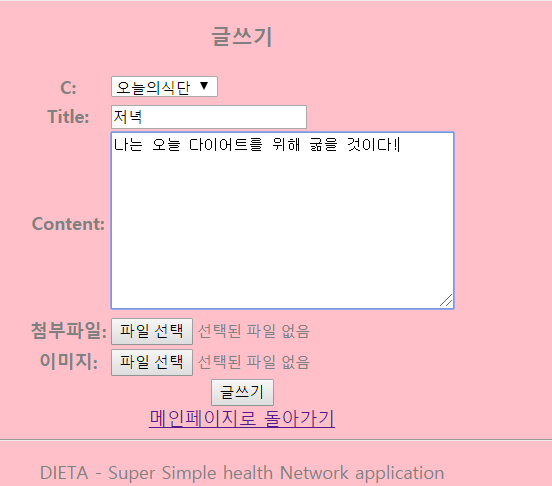 글쓰기
C: 오늘의식단
Title: 저녁
Content: 나는 오늘 다이어트를 위해 굶을 것이다!
첨부파일: 파일 선택 선택된 파일 없음
이미지: 파일 선택 선택된 파일 없음
글쓰기
메인페이지로 돌아가기
DIETA - Super Simple health Network application